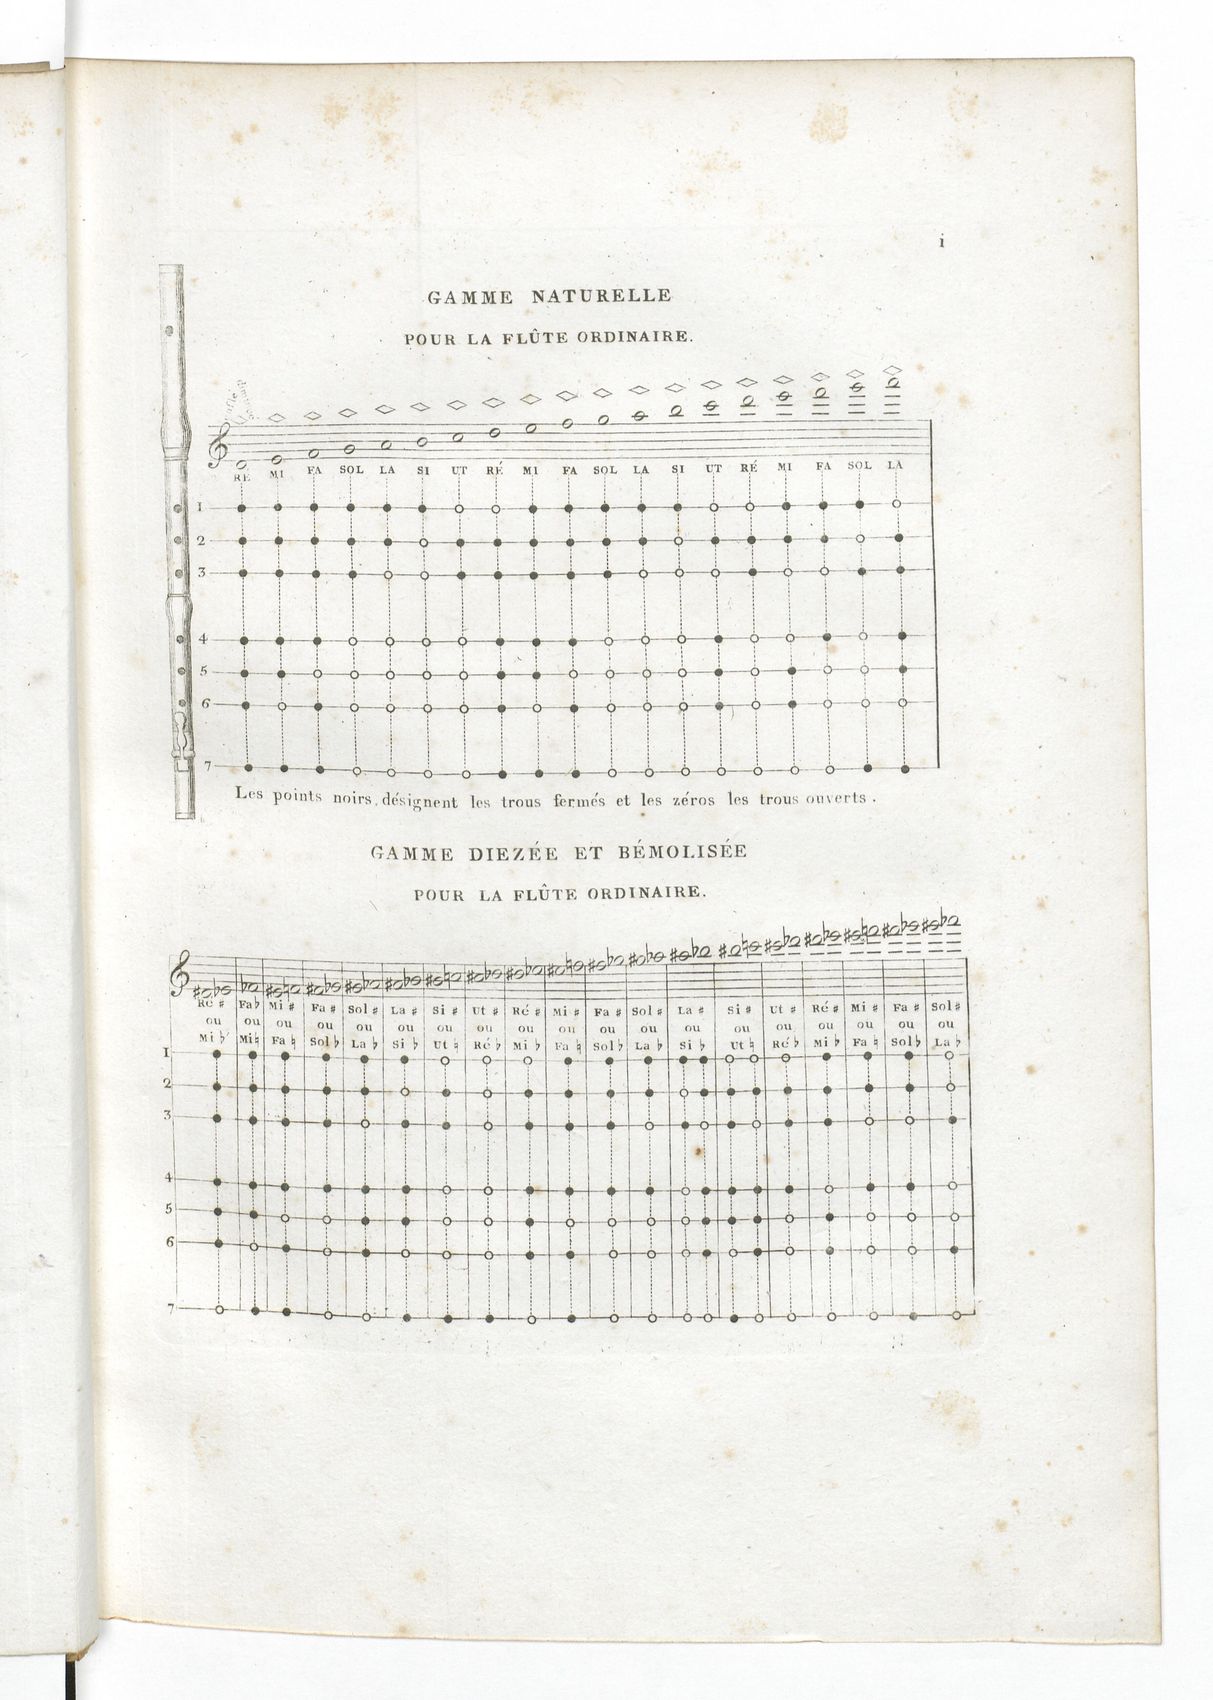 1
GAMME NATURELLE
POUR LA FLÛTE ORDINAIRE.
RÉ MI FA SOL LA SI UT RÉ MI FA SOL LA SI UT RÉ MI FA SOL LA
1
2
3
4
5
6
7
Les points noirs, désignent les trous fermés et les zéros les trous ouverts.
GAMME DIEZÉE ET BÉMOLISÉE
POUR LA FLÛTE ORDINAIRE.
Ré ♯ Fa ♭ Mi ♯ Fa ♯ Sol ♯ La ♯ Si ♯ Ut ♯ Ré ♯ Mi ♯ Fa ♯ Sol ♯ La ♯ Si ♯ Ut ♯ Ré ♯ Mi ♯ Fa ♯ Sol ♯
ou ou ou ou ou ou ou ou ou ou ou ou ou ou ou ou ou ou ou
Mi ♭ Mi ♮ Fa ♮ Sol ♭ La ♭ Si ♭ Ut ♮ Ré ♭ Mi ♭ Fa ♮ Sol ♭ La ♭ Si ♭ Ut ♮ Ré ♭ Mi ♭ Fa ♮ Sol ♭ La ♭
1
2
3
4
5
6
7